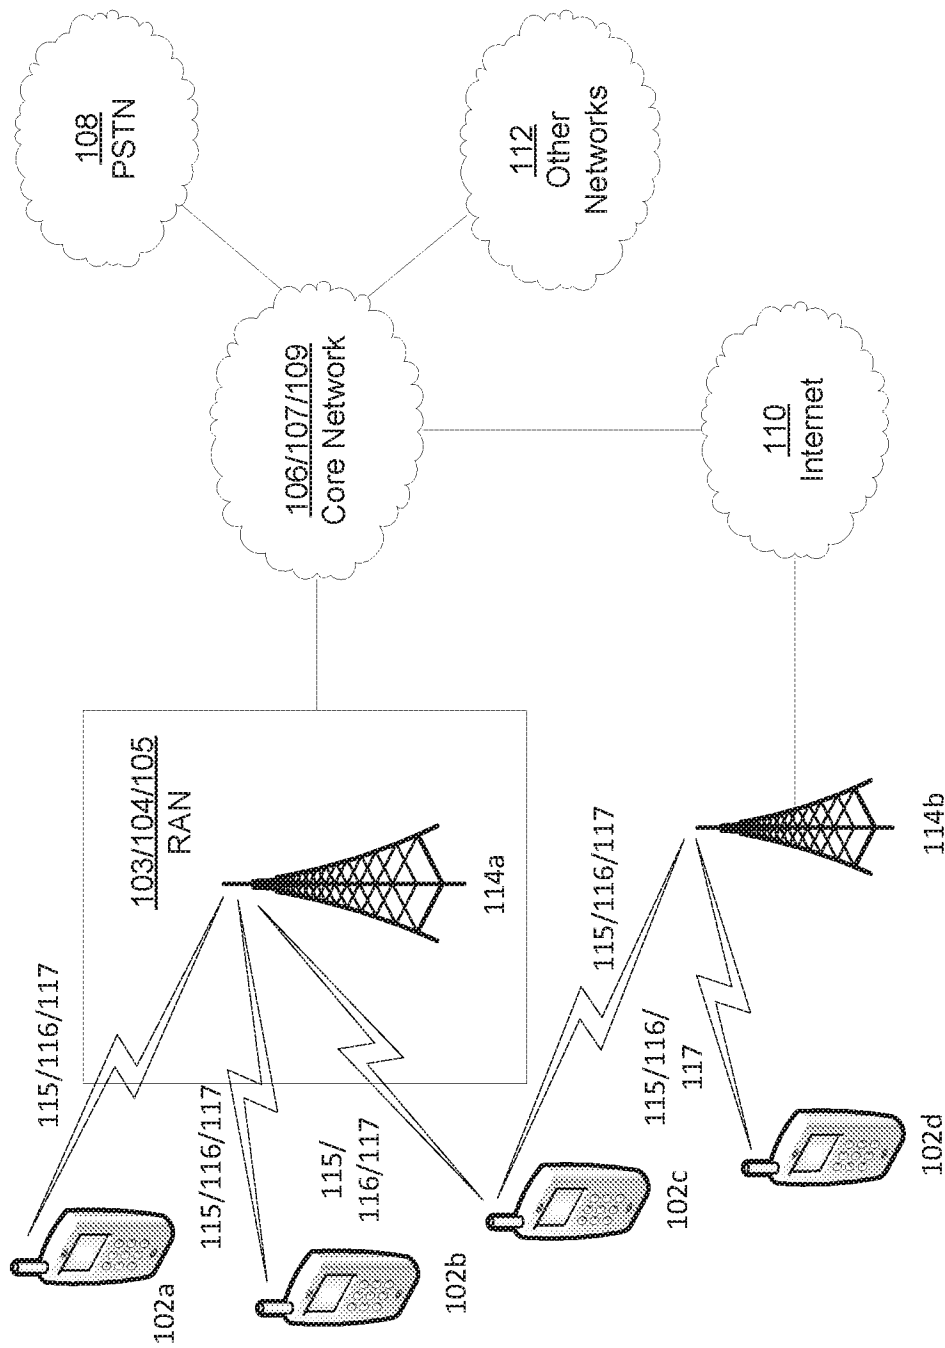 115/116/117
103/104/105
RAN
106/107/109
Core Network
108
PSTN
102a
115/116/117
114a
112
Other
Networks
102b
115/
116/117
115/116/117
102c
115/116/
117
110
Internet
102d
114b